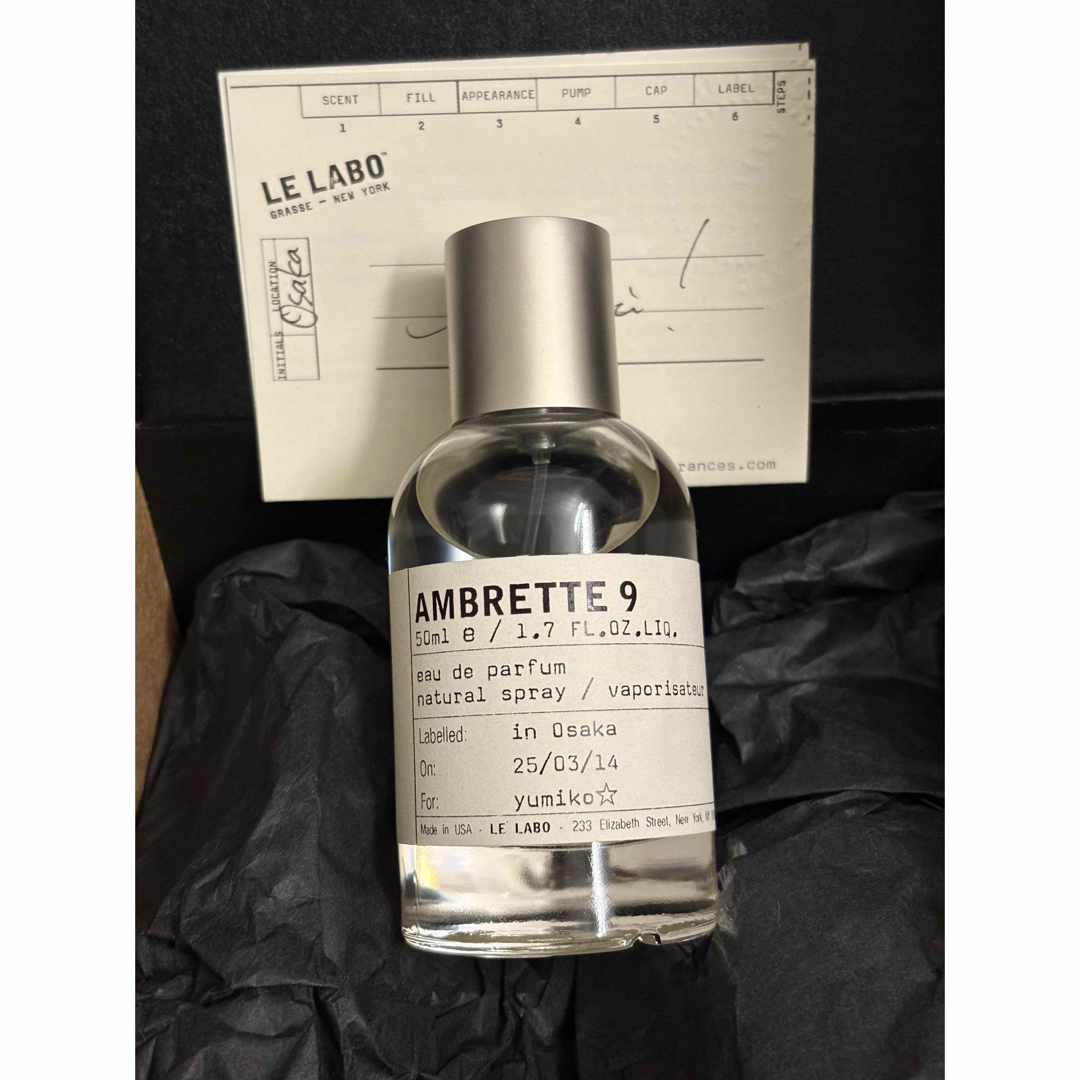 SCENT FILL APPEARANCE PUMP CAP LABEL STEPS
1 2 3 4 5 6
LE LABO™
GRASSE — NEW YORK
LOCATION Osaka
INITIALS
rances.com
AMBRETTE 9
50ml e / 1.7 FL.OZ.LIQ.
eau de parfum
natural spray / vaporisateur
Labelled: in Osaka
On: 25/03/14
For: yumiko☆
Made in USA - LE LABO - 233 Elizabeth Street, New York, NY